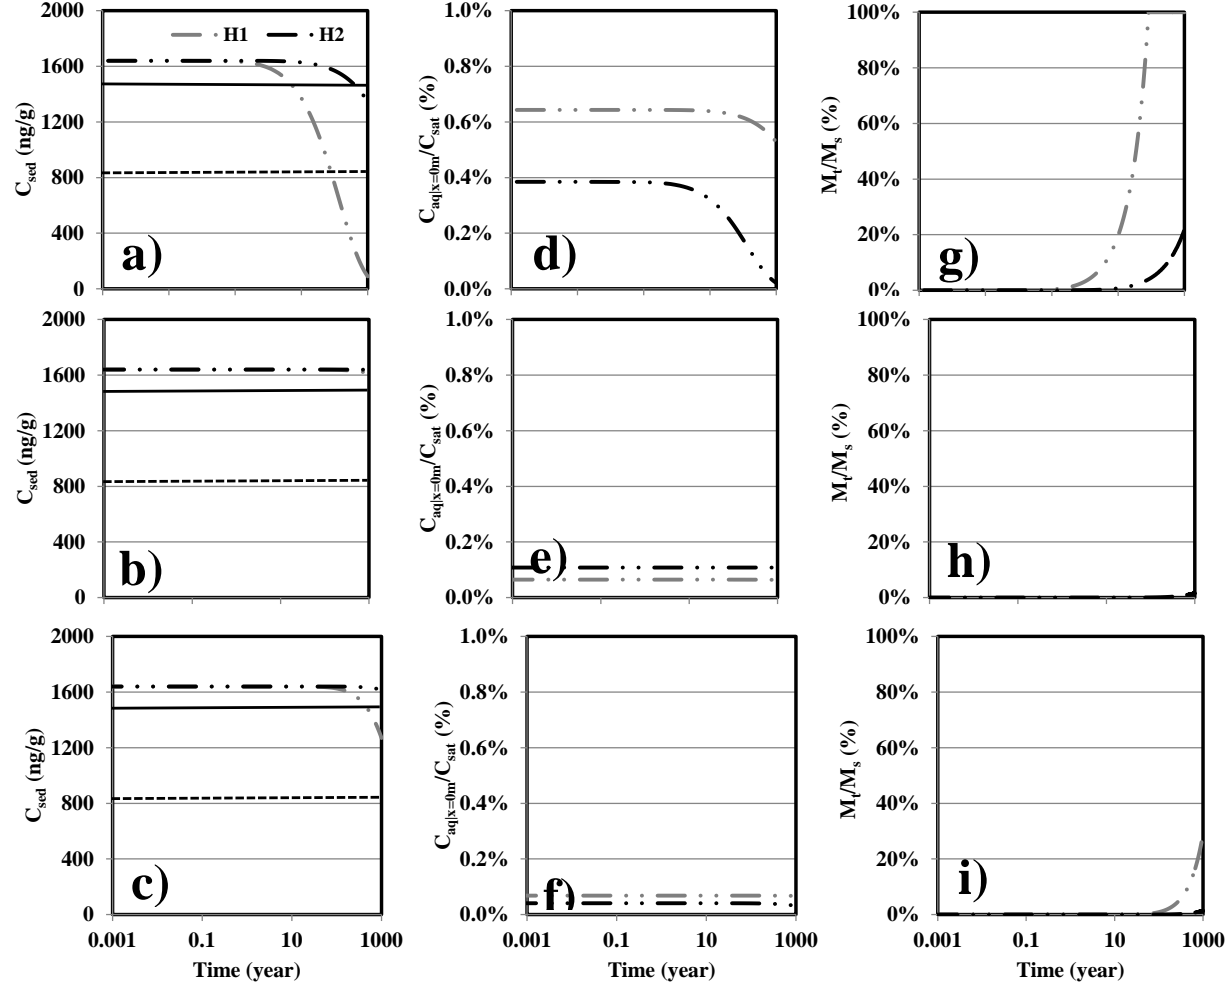 2000
1600
1200
800
400
0
C_sed (ng/g)
H1 H2
a)
1.0%
0.8%
0.6%
0.4%
0.2%
0.0%
C_aq|x=0m/C_sat (%)
d)
100%
80%
60%
40%
20%
0%
M_t/M_s (%)
g)
2000
1600
1200
800
400
0
C_sed (ng/g)
b)
1.0%
0.8%
0.6%
0.4%
0.2%
0.0%
C_aq|x=0m/C_sat (%)
e)
100%
80%
60%
40%
20%
0%
M_t/M_s (%)
h)
2000
1600
1200
800
400
0
C_sed (ng/g)
c)
0.001 0.1 10 1000
Time (year)
1.0%
0.8%
0.6%
0.4%
0.2%
0.0%
C_aq|x=0m/C_sat (%)
f)
0.001 0.1 10 1000
Time (year)
100%
80%
60%
40%
20%
0%
M_t/M_s (%)
i)
0.001 0.1 10 1000
Time (year)